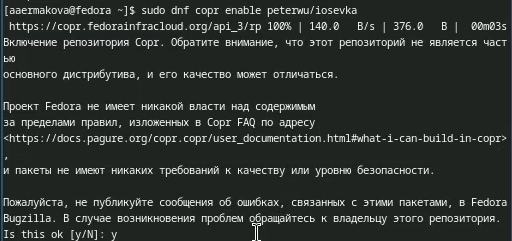 [aaermakova@fedora ~]$ sudo dnf copr enable peterwu/iosevka
https://copr.fedorainfracloud.org/api_3/rp 100% | 140.0   B/s | 376.0   B |  00m03s
Включение репозитория Copr. Обратите внимание, что этот репозиторий не является част
ью
основного дистрибутива, и его качество может отличаться.
Проект Fedora не имеет никакой власти над содержимым
за пределами правил, изложенных в Copr FAQ по адресу
<https://docs.pagure.org/copr.copr/user_documentation.html#what-i-can-build-in-copr>
,
и пакеты не имеют никаких требований к качеству или уровню безопасности.
Пожалуйста, не публикуйте сообщения об ошибках, связанных с этими пакетами, в Fedora
Bugzilla. В случае возникновения проблем обращайтесь к владельцу этого репозитория.
Is this ok [y/N]: y